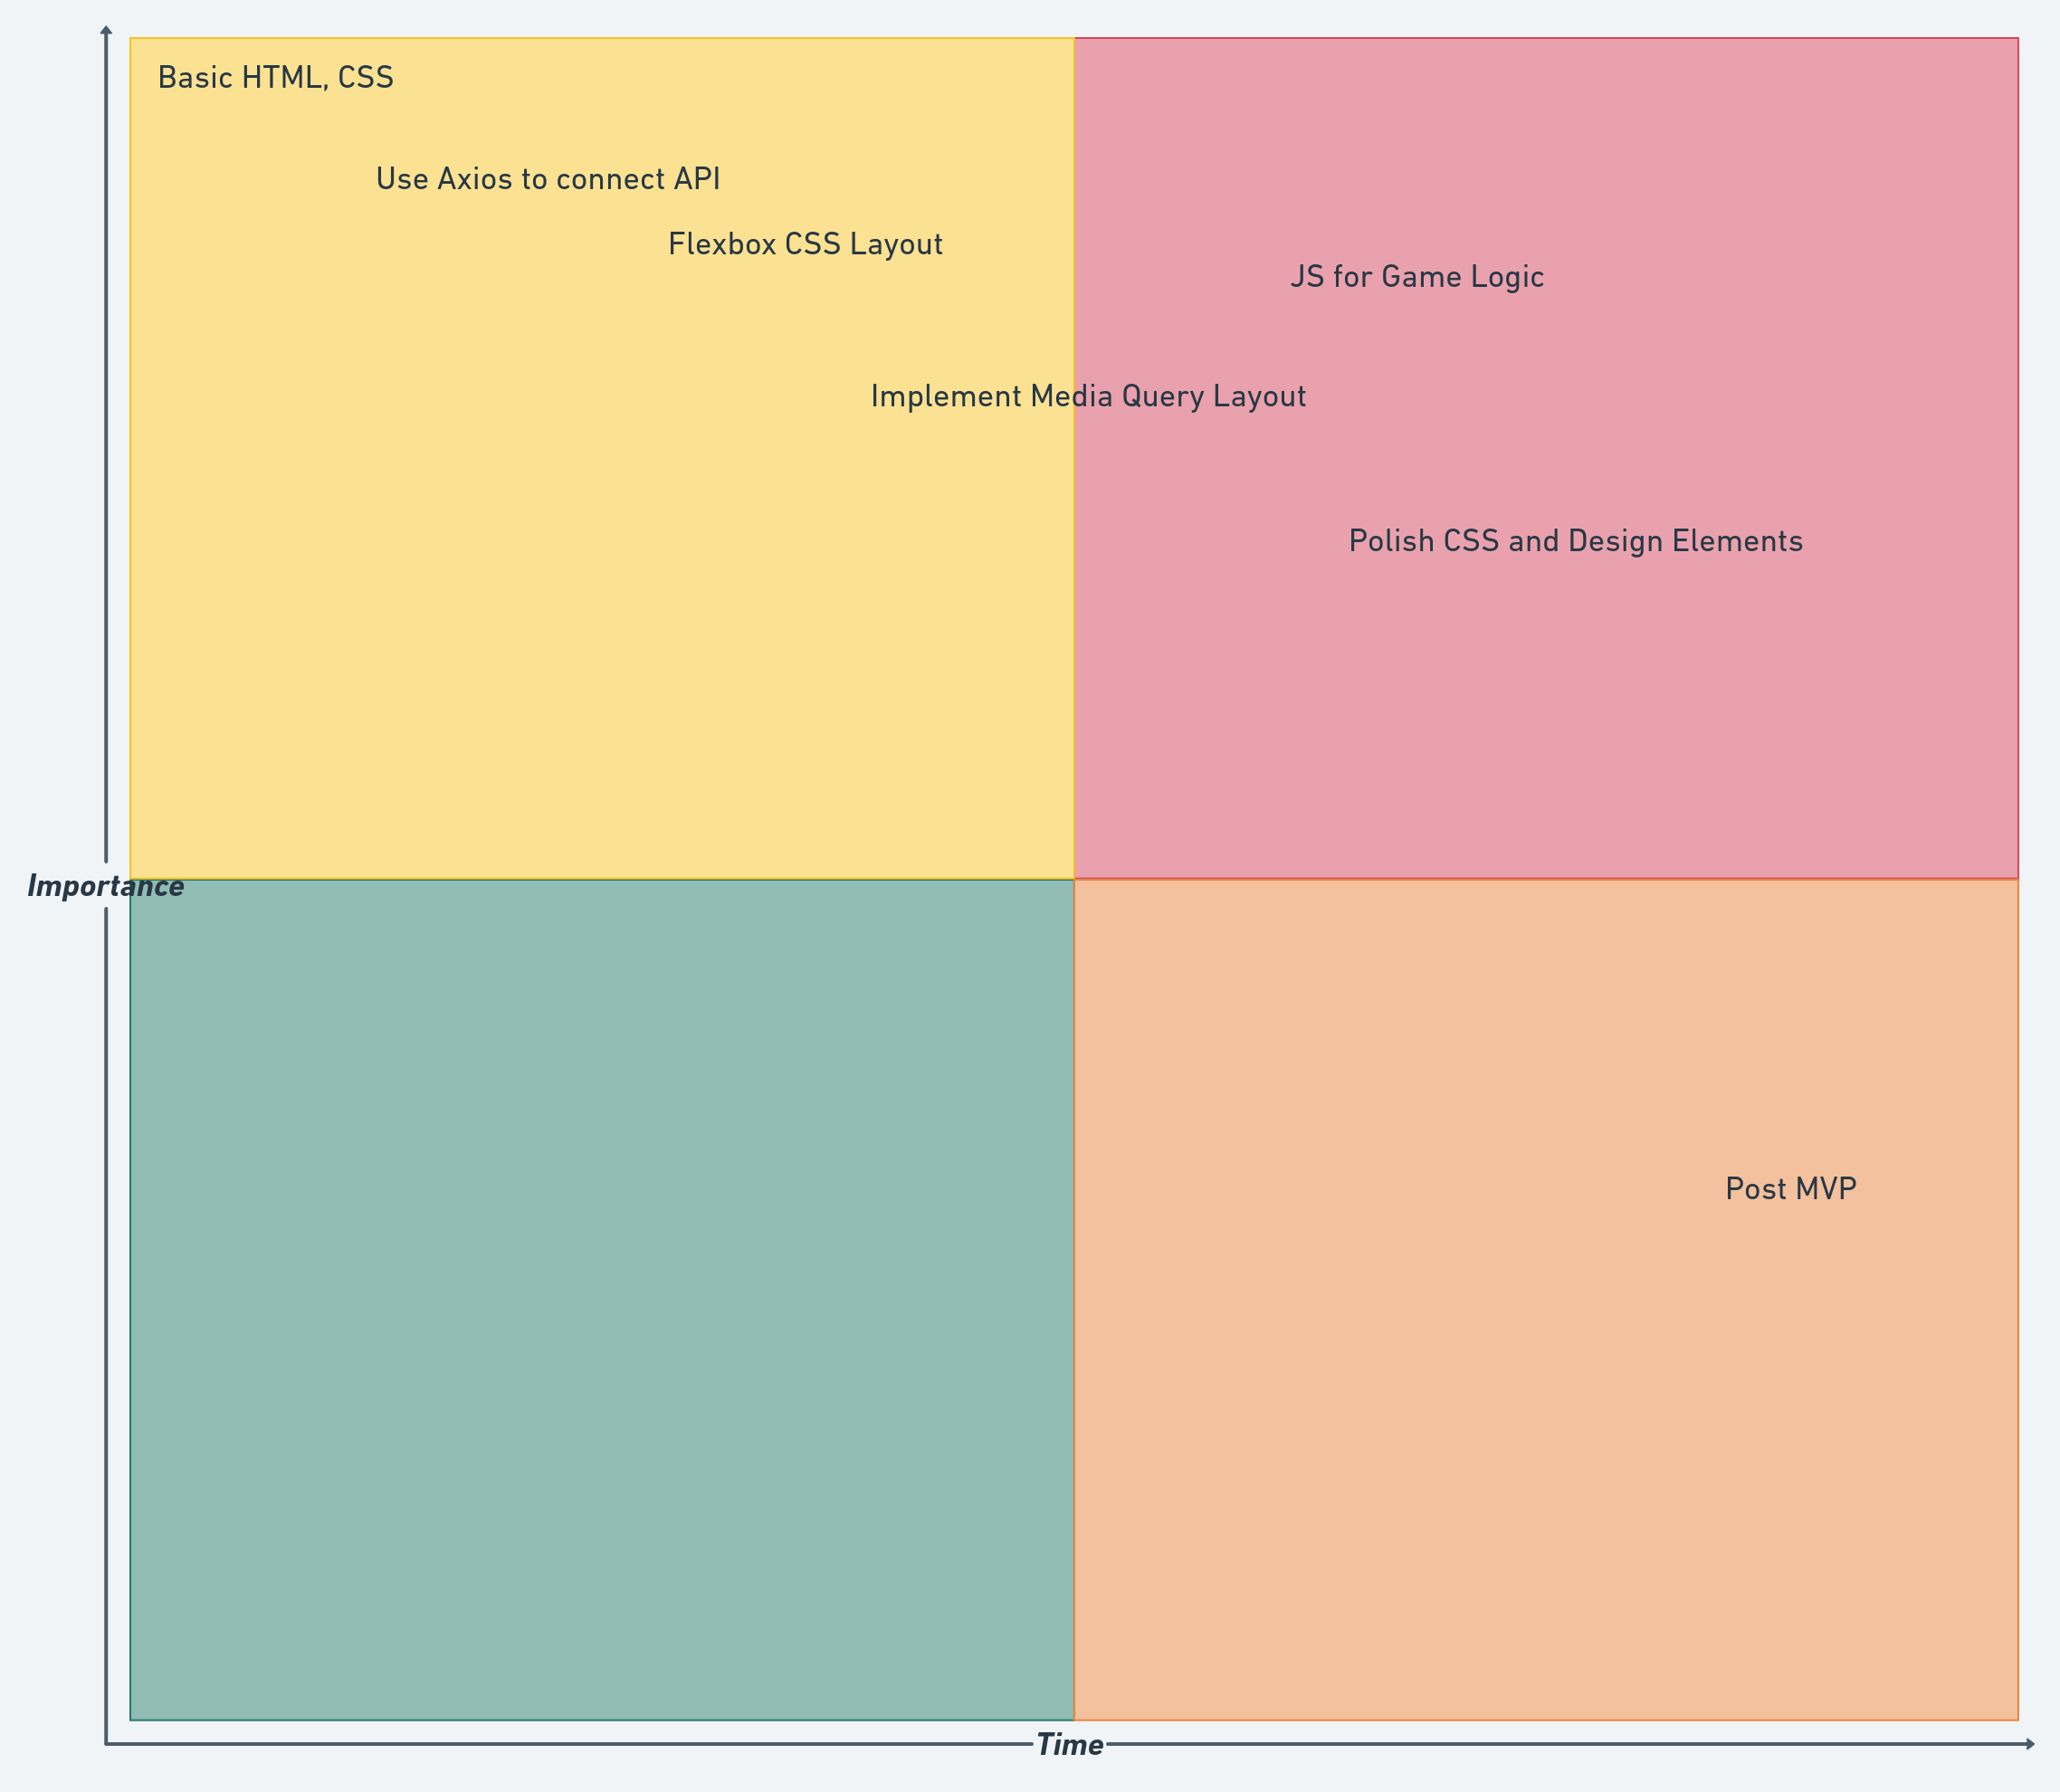 Basic HTML, CSS
Use Axios to connect API
Flexbox CSS Layout
JS for Game Logic
Implement Media Query Layout
Polish CSS and Design Elements
Importance
Post MVP
Time